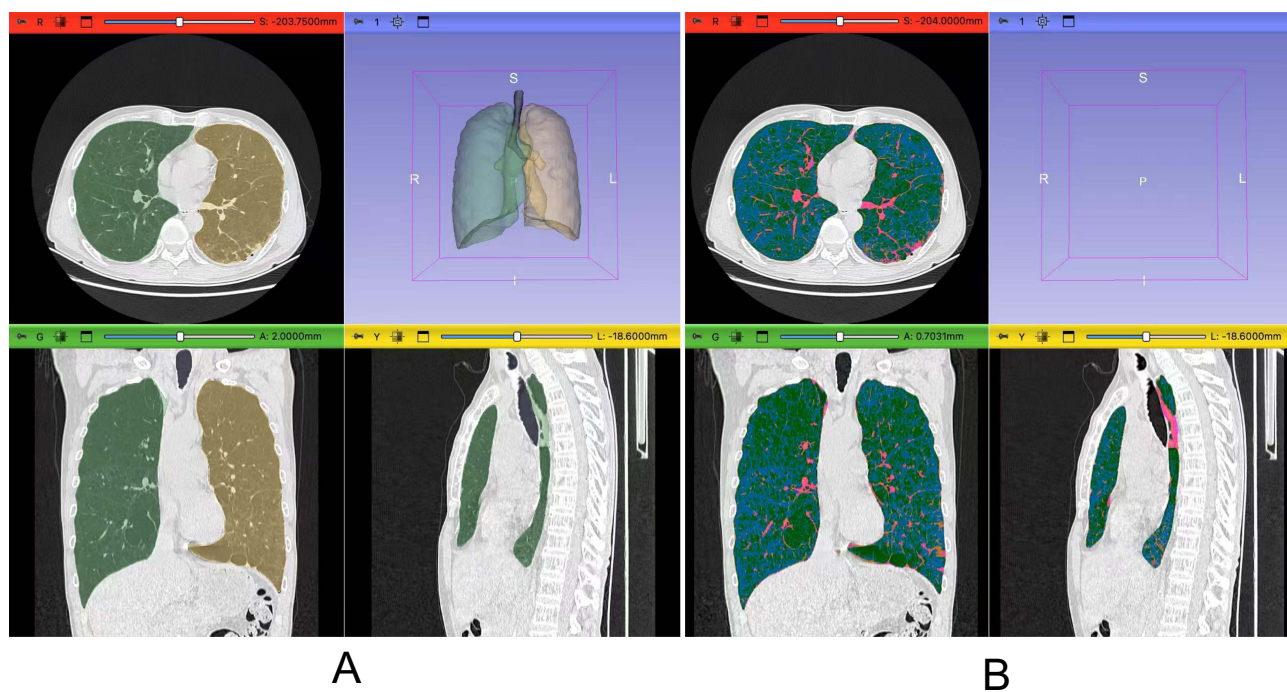 R S: -203.7500mm
1
R S: -204.0000mm
1
S
R L
I
S
R P L
I
G A: 2.0000mm
Y L: -18.6000mm
G A: 0.7031mm
Y L: -18.6000mm
A
B